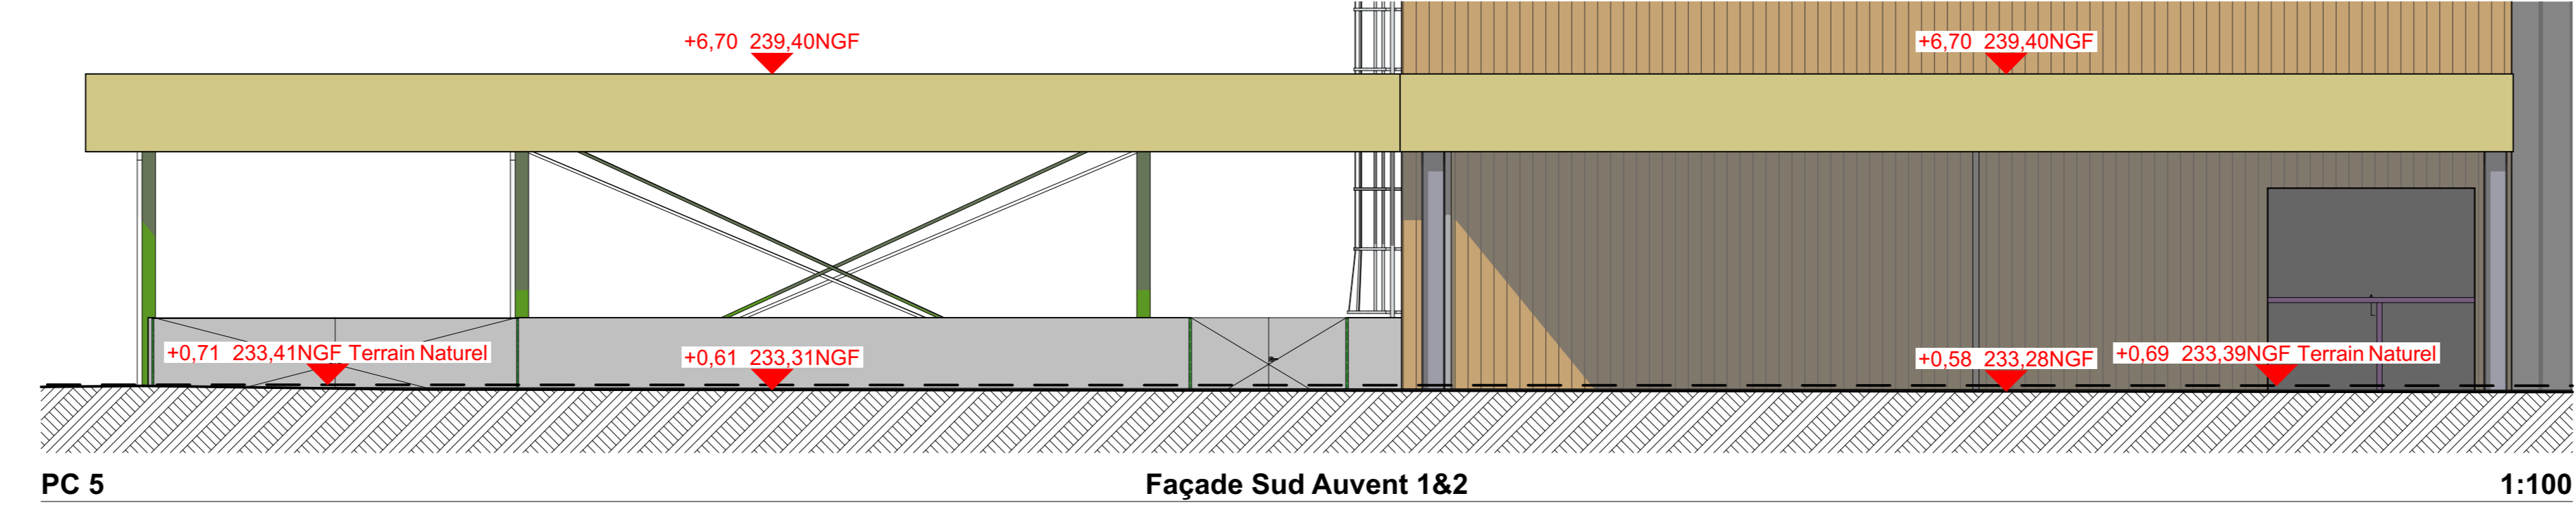 +6,70 239,40NGF
+6,70 239,40NGF
+0,71 233,41NGF Terrain Naturel
+0,61 233,31NGF
+0,58 233,28NGF
+0,69 233,39NGF Terrain Naturel
PC 5
Façade Sud Auvent 1&2
1:100